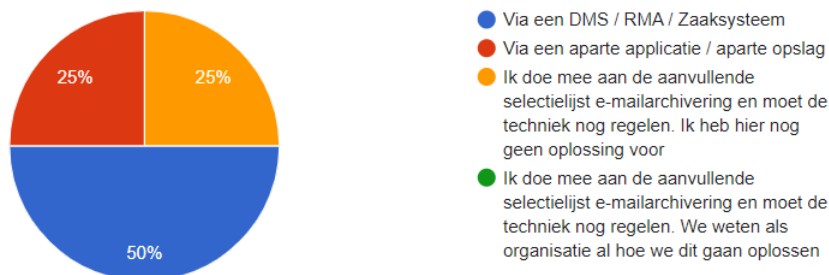 25%
25%
50%
Via een DMS / RMA / Zaaksysteem
Via een aparte applicatie / aparte opslag
Ik doe mee aan de aanvullende
selectielijst e-mailarchivering en moet de
techniek nog regelen. Ik heb hier nog
geen oplossing voor
Ik doe mee aan de aanvullende
selectielijst e-mailarchivering en moet de
techniek nog regelen. We weten als
organisatie al hoe we dit gaan oplossen